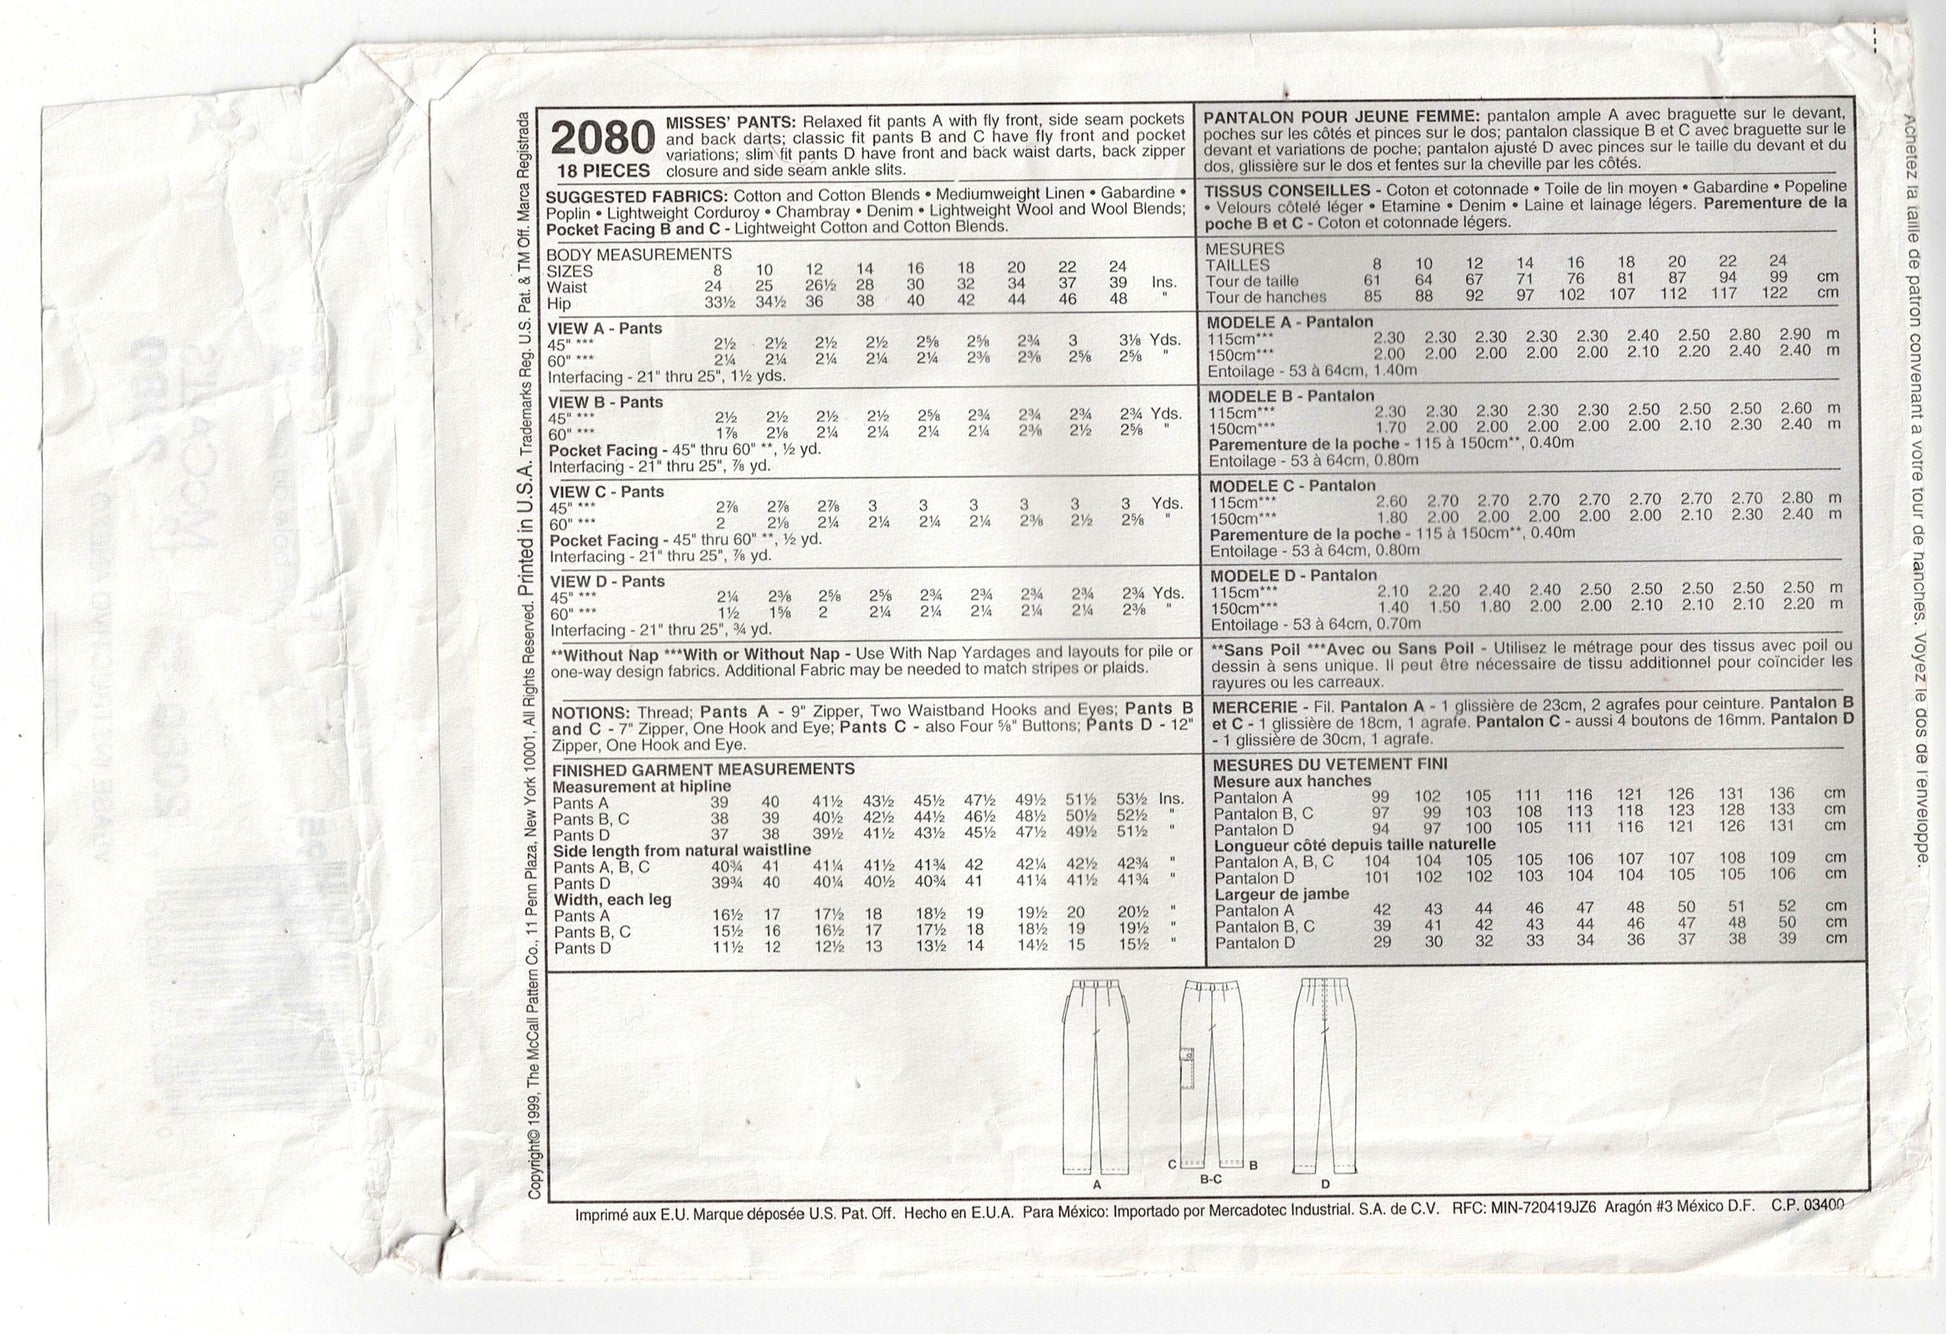 2080
18 PIECES
MISSES' PANTS: Relaxed fit pants A with fly front, side seam pockets
and back darts; classic fit pants B and C have fly front and pocket
variations; slim fit pants D have front and back waist darts, back zipper
closure and side seam ankle slits.
SUGGESTED FABRICS: Cotton and Cotton Blends • Mediumweight Linen • Gabardine •
Poplin • Lightweight Corduroy • Chambray • Denim • Lightweight Wool and Wool Blends;
Pocket Facing B and C - Lightweight Cotton and Cotton Blends.
BODY MEASUREMENTS
SIZES 8 10 12 14 16 18 20 22 24
Waist 24 25 26½ 28 30 32 34 37 39 Ins.
Hip 33½ 34½ 36 38 40 42 44 46 48 "
VIEW A - Pants
45" *** 2½ 2½ 2½ 2½ 2⅝ 2⅝ 2¾ 3 3⅛ Yds.
60" *** 2¼ 2¼ 2¼ 2¼ 2¼ 2⅜ 2⅜ 2⅝ 2⅝ "
Interfacing - 21" thru 25", 1½ yds.
VIEW B - Pants
45" *** 2½ 2½ 2½ 2½ 2⅝ 2¾ 2¾ 2¾ 2¾ Yds.
60" *** 1⅞ 2⅛ 2¼ 2¼ 2¼ 2¼ 2⅜ 2½ 2⅝ "
Pocket Facing - 45" thru 60" **, ½ yd.
Interfacing - 21" thru 25", ⅞ yd.
VIEW C - Pants
45" *** 2⅞ 2⅞ 2⅞ 3 3 3 3 3 3 Yds.
60" *** 2 2⅛ 2¼ 2¼ 2¼ 2¼ 2⅜ 2½ 2⅝ "
Pocket Facing - 45" thru 60" **, ½ yd.
Interfacing - 21" thru 25", ⅞ yd.
VIEW D - Pants
45" *** 2¼ 2⅜ 2⅝ 2⅝ 2¾ 2¾ 2¾ 2¾ 2¾ Yds.
60" *** 1½ 1⅝ 2 2¼ 2¼ 2¼ 2¼ 2¼ 2⅜ "
Interfacing - 21" thru 25", ¾ yd.
**Without Nap ***With or Without Nap - Use With Nap Yardages and layouts for pile or
one-way design fabrics. Additional Fabric may be needed to match stripes or plaids.
NOTIONS: Thread; Pants A - 9" Zipper, Two Waistband Hooks and Eyes; Pants B
and C - 7" Zipper, One Hook and Eye; Pants C - also Four ⅝" Buttons; Pants D - 12"
Zipper, One Hook and Eye.
FINISHED GARMENT MEASUREMENTS
Measurement at hipline
Pants A 39 40 41½ 43½ 45½ 47½ 49½ 51½ 53½ Ins.
Pants B, C 38 39 40½ 42½ 44½ 46½ 48½ 50½ 52½ "
Pants D 37 38 39½ 41½ 43½ 45½ 47½ 49½ 51½ "
Side length from natural waistline
Pants A, B, C 40¾ 41 41¼ 41½ 41¾ 42 42¼ 42½ 42¾ "
Pants D 39¾ 40 40¼ 40½ 40¾ 41 41¼ 41½ 41¾ "
Width, each leg
Pants A 16½ 17 17½ 18 18½ 19 19½ 20 20½ "
Pants B, C 15½ 16 16½ 17 17½ 18 18½ 19 19½ "
Pants D 11½ 12 12½ 13 13½ 14 14½ 15 15½ "
PANTALON POUR JEUNE FEMME: pantalon ample A avec braguette sur le devant,
poches sur les côtés et pinces sur le dos; pantalon classique B et C avec braguette sur le
devant et variations de poche; pantalon ajusté D avec pinces sur le taille du devant et du
dos, glissière sur le dos et fentes sur la cheville par les côtés.
TISSUS CONSEILLES - Coton et cotonnade • Toile de lin moyen • Gabardine • Popeline
• Velours côtelé léger • Etamine • Denim • Laine et lainage légers. Parementure de la
poche B et C - Coton et cotonnade légers.
MESURES
TAILLES 8 10 12 14 16 18 20 22 24
Tour de taille 61 64 67 71 76 81 87 94 99 cm
Tour de hanches 85 88 92 97 102 107 112 117 122 cm
MODELE A - Pantalon
115cm*** 2.30 2.30 2.30 2.30 2.30 2.40 2.50 2.80 2.90 m
150cm*** 2.00 2.00 2.00 2.00 2.00 2.10 2.20 2.40 2.40 m
Entoilage - 53 à 64cm, 1.40m
MODELE B - Pantalon
115cm*** 2.30 2.30 2.30 2.30 2.30 2.50 2.50 2.50 2.60 m
150cm*** 1.70 2.00 2.00 2.00 2.00 2.00 2.10 2.30 2.40 m
Parementure de la poche - 115 à 150cm**, 0.40m
Entoilage - 53 à 64cm, 0.80m
MODELE C - Pantalon
115cm*** 2.60 2.70 2.70 2.70 2.70 2.70 2.70 2.70 2.80 m
150cm*** 1.80 2.00 2.00 2.00 2.00 2.00 2.10 2.30 2.40 m
Parementure de la poche - 115 à 150cm**, 0.40m
Entoilage - 53 à 64cm, 0.80m
MODELE D - Pantalon
115cm*** 2.10 2.20 2.40 2.40 2.50 2.50 2.50 2.50 2.50 m
150cm*** 1.40 1.50 1.80 2.00 2.00 2.10 2.10 2.10 2.20 m
Entoilage - 53 à 64cm, 0.70m
**Sans Poil ***Avec ou Sans Poil - Utilisez le métrage pour des tissus avec poil ou
dessin à sens unique. Il peut être nécessaire de tissu additionnel pour coïncider les
rayures ou les carreaux.
MERCERIE - Fil. Pantalon A - 1 glissière de 23cm, 2 agrafes pour ceinture. Pantalon B
et C - 1 glissière de 18cm, 1 agrafe. Pantalon C - aussi 4 boutons de 16mm. Pantalon D
- 1 glissière de 30cm, 1 agrafe.
MESURES DU VETEMENT FINI
Mesure aux hanches
Pantalon A 99 102 105 111 116 121 126 131 136 cm
Pantalon B, C 97 99 103 108 113 118 123 128 133 cm
Pantalon D 94 97 100 105 111 116 121 126 131 cm
Longueur côté depuis taille naturelle
Pantalon A, B, C 104 104 105 105 106 107 107 108 109 cm
Pantalon D 101 102 102 103 104 104 105 105 106 cm
Largeur de jambe
Pantalon A 42 43 44 46 47 48 50 51 52 cm
Pantalon B, C 39 41 42 43 44 46 47 48 50 cm
Pantalon D 29 30 32 33 34 36 37 38 39 cm
A
C
B
B-C
D
Imprimé aux E.U. Marque déposée U.S. Pat. Off. Hecho en E.U.A. Para México: Importado por Mercadotec Industrial. S.A. de C.V. RFC: MIN-720419JZ6 Aragón #3 México D.F. C.P. 03400
Copyright© 1999, The McCall Pattern Co., 11 Penn Plaza, New York 10001, All Rights Reserved. Printed in U.S.A. Trademarks Reg. U.S. Pat. & TM Off. Marca Registrada
Achetez la taille de patron convenant a votre tour de hanches. Voyez le dos de l'enveloppe.